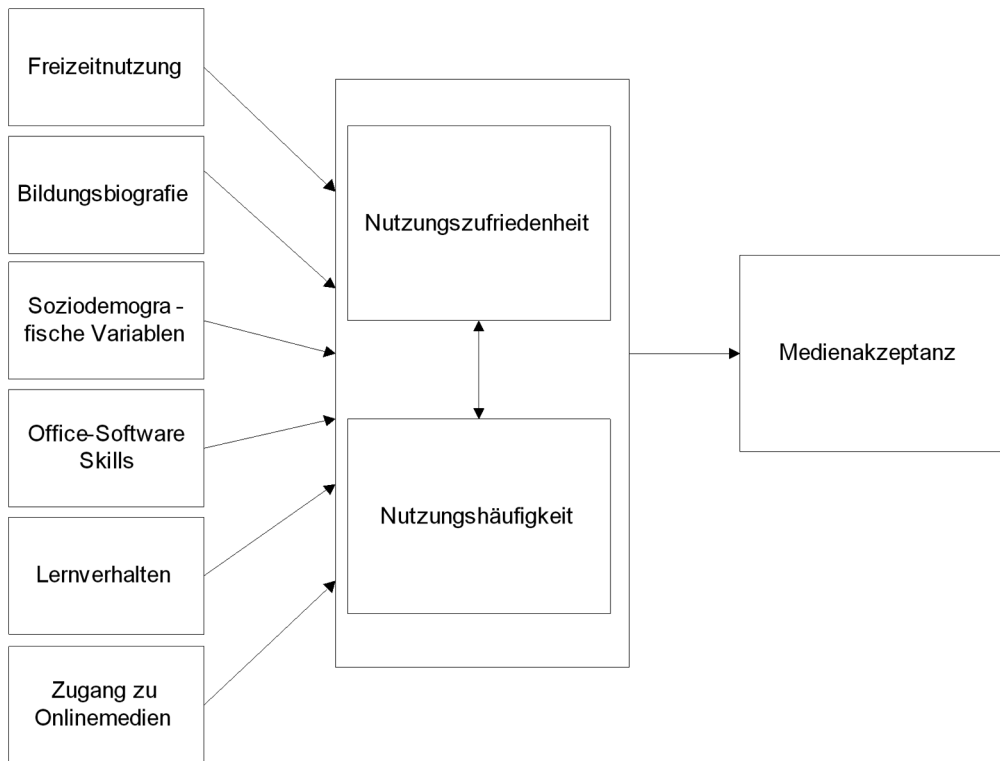 Freizeitnutzung
Bildungsbiografie
Soziodemogra -
fische Variablen
Office-Software
Skills
Lernverhalten
Zugang zu
Onlinemedien
Nutzungszufriedenheit
Nutzungshäufigkeit
Medienakzeptanz